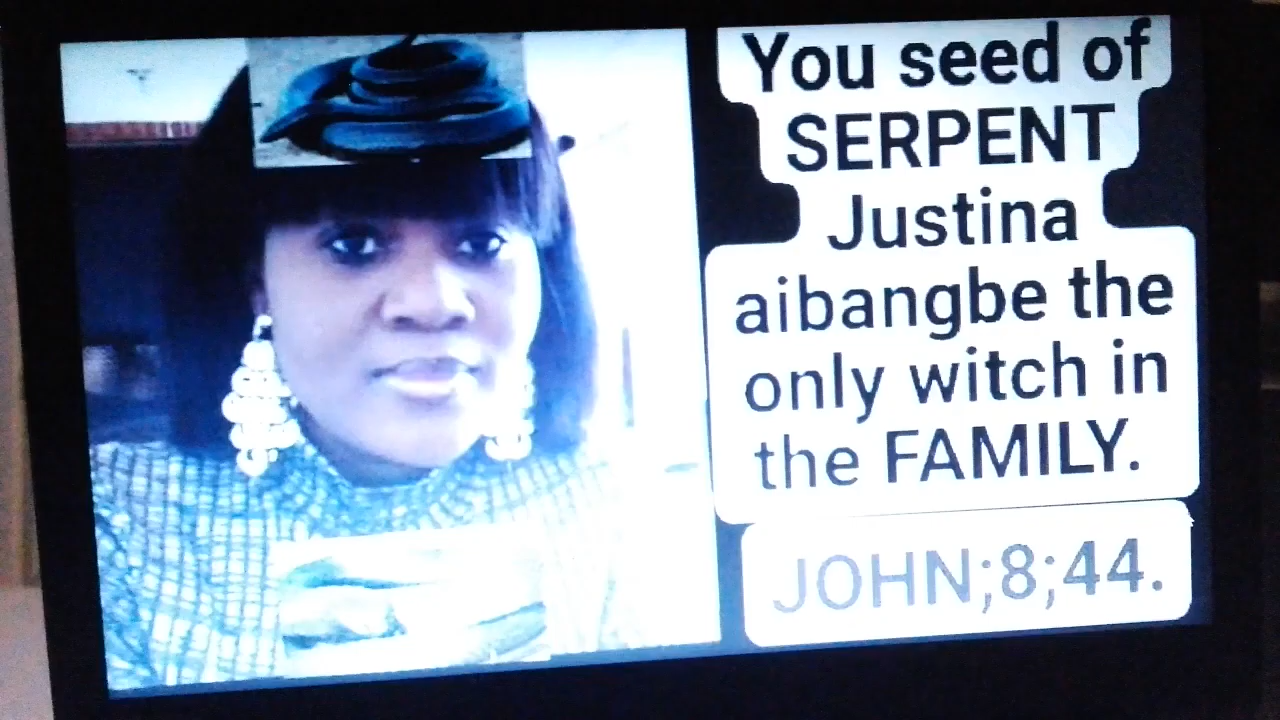 You seed of
SERPENT
Justina
aibangbe the
only witch in
the FAMILY.
JOHN;8;44.